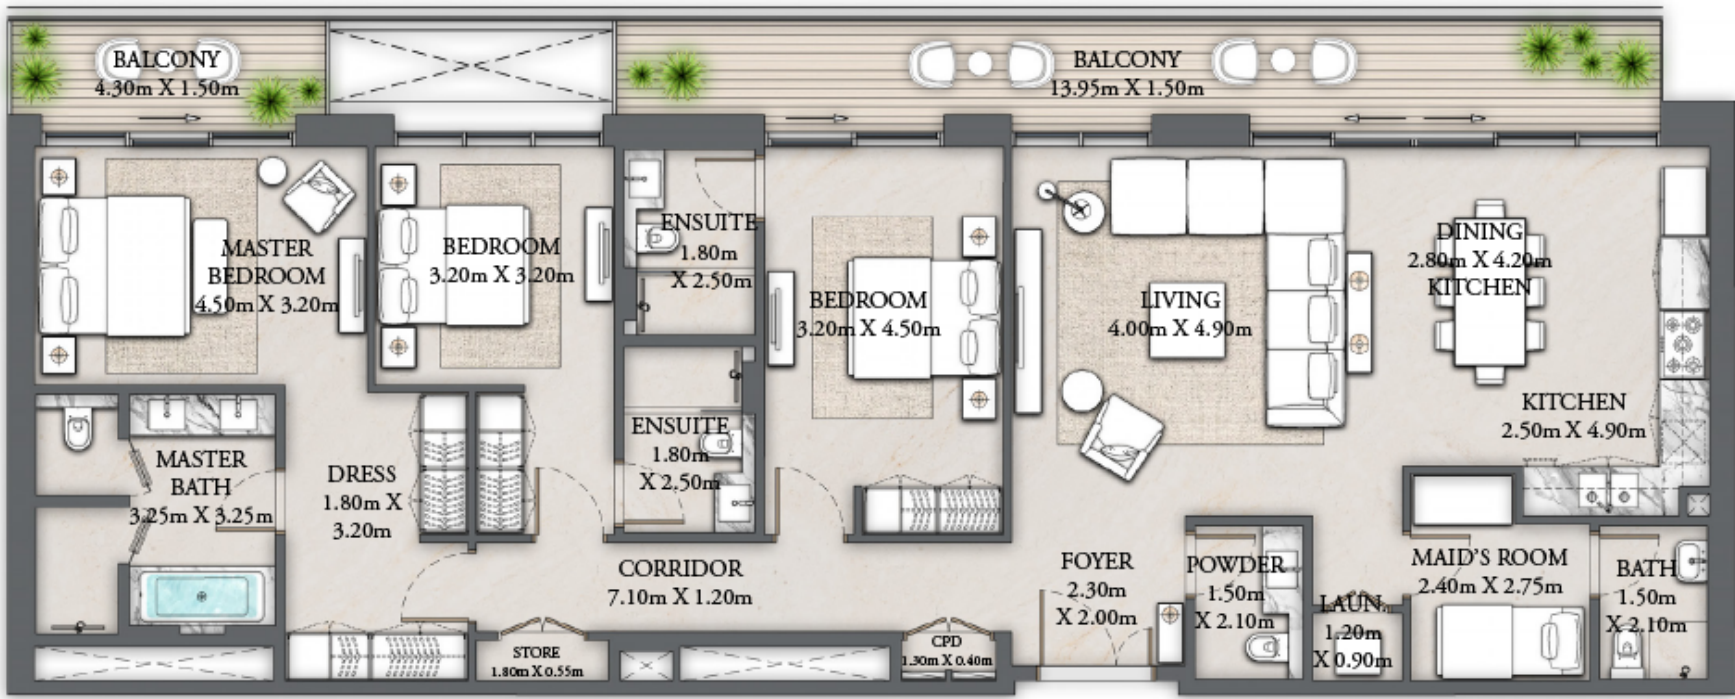 BALCONY
4.30m X 1.50m
BALCONY
13.95m X 1.50m
MASTER
BEDROOM
4.50m X 3.20m
BEDROOM
3.20m X 3.20m
ENSUITE
1.80m
X 2.50m
BEDROOM
3.20m X 4.50m
LIVING
4.00m X 4.90m
DINING
2.80m X 4.20m
KITCHEN
KITCHEN
2.50m X 4.90m
MASTER
BATH
3.25m X 3.25m
DRESS
1.80m X
3.20m
ENSUITE
1.80m
X 2.50m
CORRIDOR
7.10m X 1.20m
FOYER
2.30m
X 2.00m
POWDER
1.50m
X 2.10m
LAUN.
1.20m
X 0.90m
MAID'S ROOM
2.40m X 2.75m
BATH
1.50m
X 2.10m
STORE
1.80m X 0.55m
CPD
1.30m X 0.40m